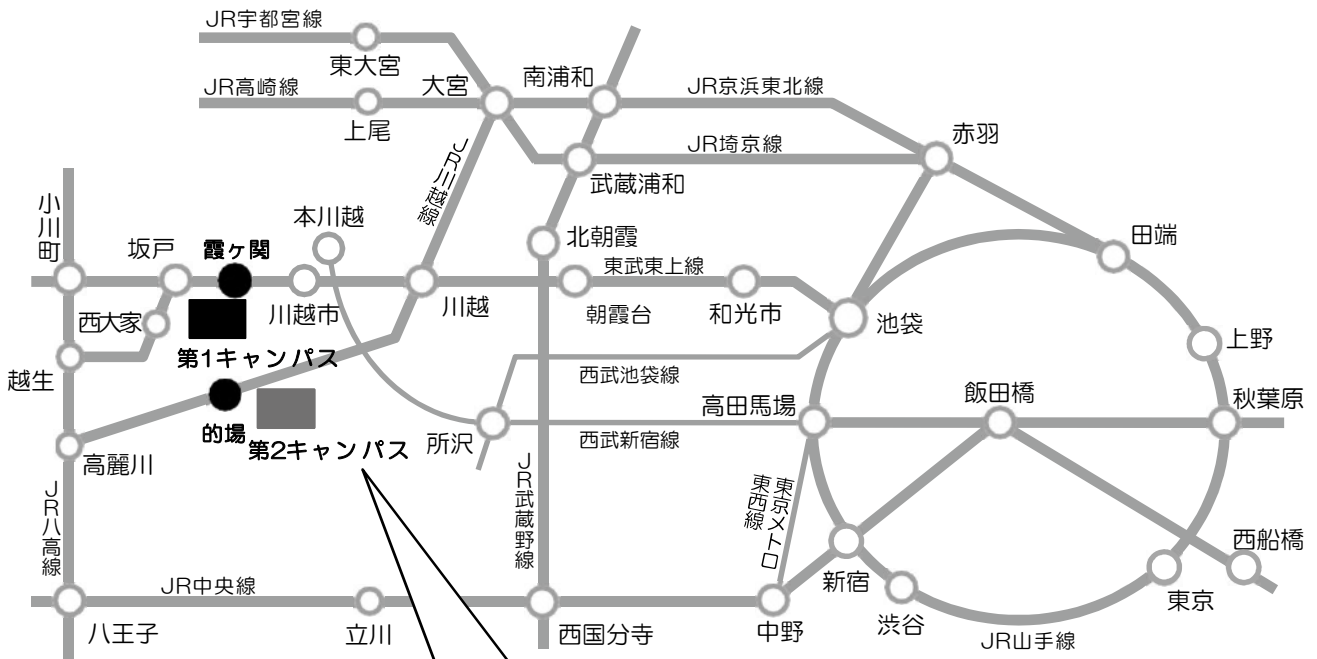 JR宇都宮線
東大宮
大宮
南浦和
JR高崎線
上尾
JR京浜東北線
赤羽
JR埼京線
武蔵浦和
JR川越線
小川町
坂戸
霞ヶ関
本川越
北朝霞
田端
東武東上線
川越市
川越
朝霞台
和光市
池袋
西大家
第1キャンパス
越生
上野
西武池袋線
飯田橋
高田馬場
秋葉原
的場
第2キャンパス
所沢
西武新宿線
高麗川
JR八高線
JR武蔵野線
東京メトロ
東西線
西船橋
新宿
東京
JR中央線
八王子
立川
西国分寺
中野
渋谷
JR山手線